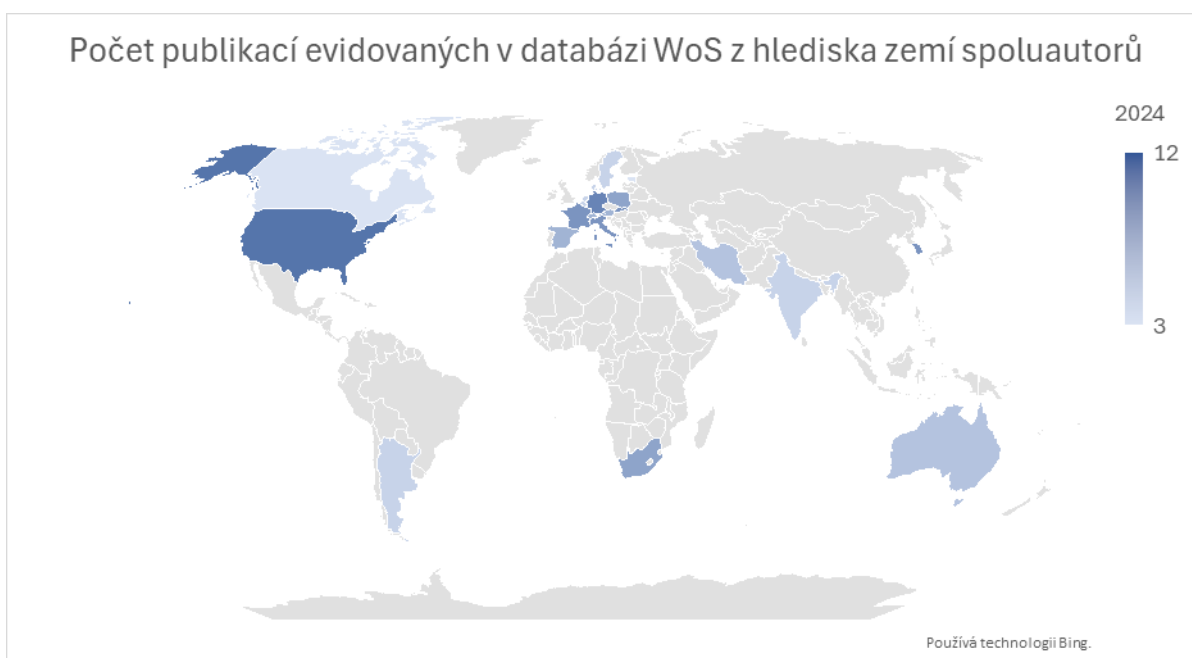 Počet publikací evidovaných v databázi WoS z hlediska zemí spoluautorů
2024
12
3
Používá technologii Bing.